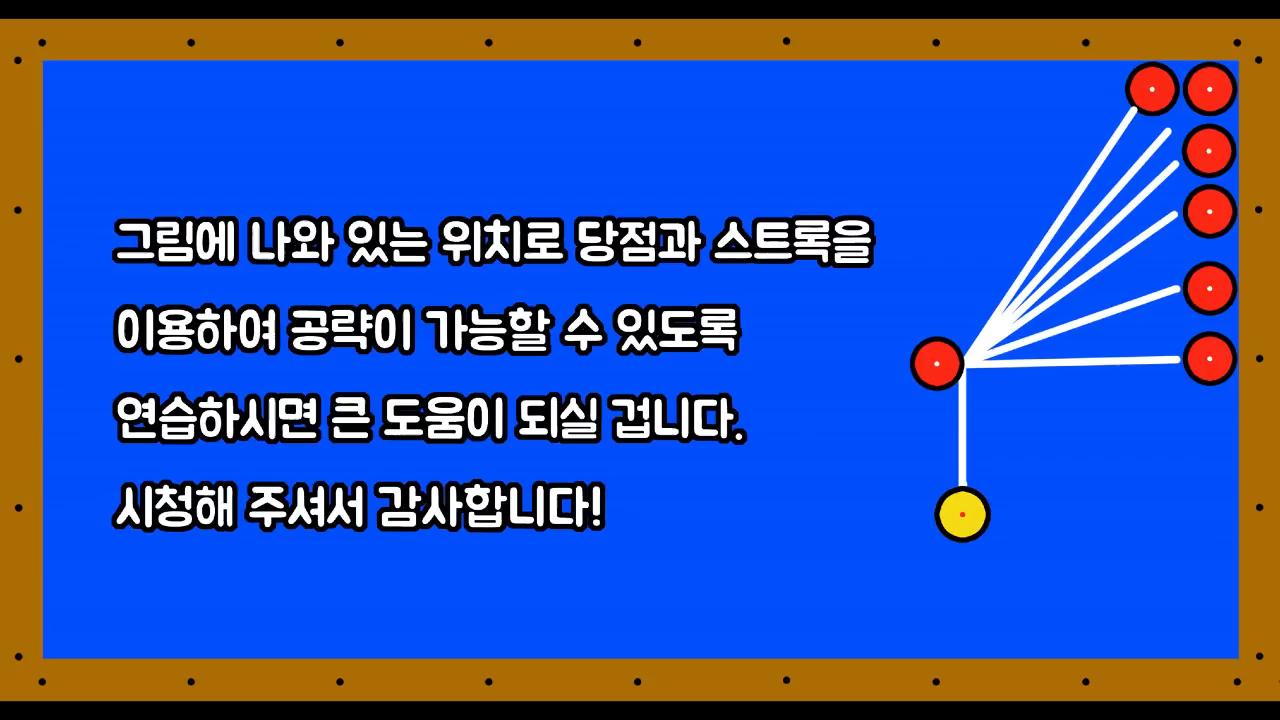 그림에 나와 있는 위치로 당점과 스트록을
이용하여 공략이 가능할 수 있도록
연습하시면 큰 도움이 되실 겁니다.
시청해 주셔서 감사합니다!